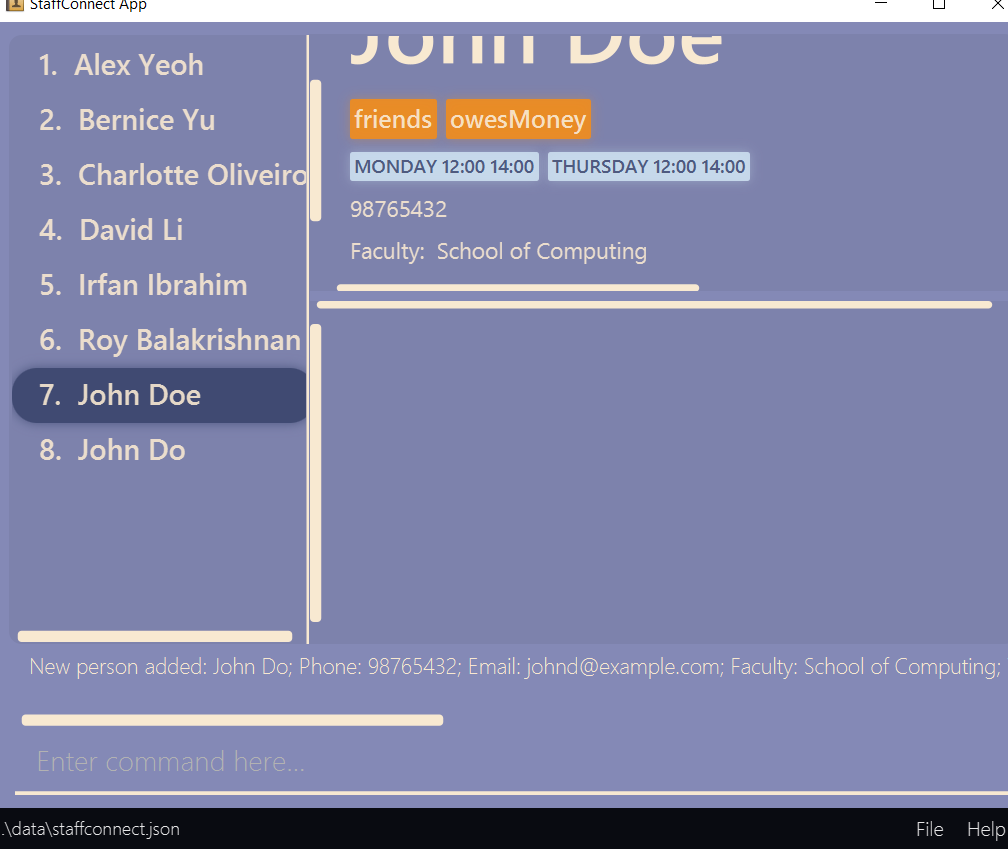 StaffConnect App
1. Alex Yeoh
2. Bernice Yu
3. Charlotte Oliveiro
4. David Li
5. Irfan Ibrahim
6. Roy Balakrishnan
7. John Doe
8. John Do
John Doe
friends owesMoney
MONDAY 12:00 14:00 THURSDAY 12:00 14:00
98765432
Faculty: School of Computing
New person added: John Do; Phone: 98765432; Email: johnd@example.com; Faculty: School of Computing;
Enter command here...
.\data\staffconnect.json
File Help